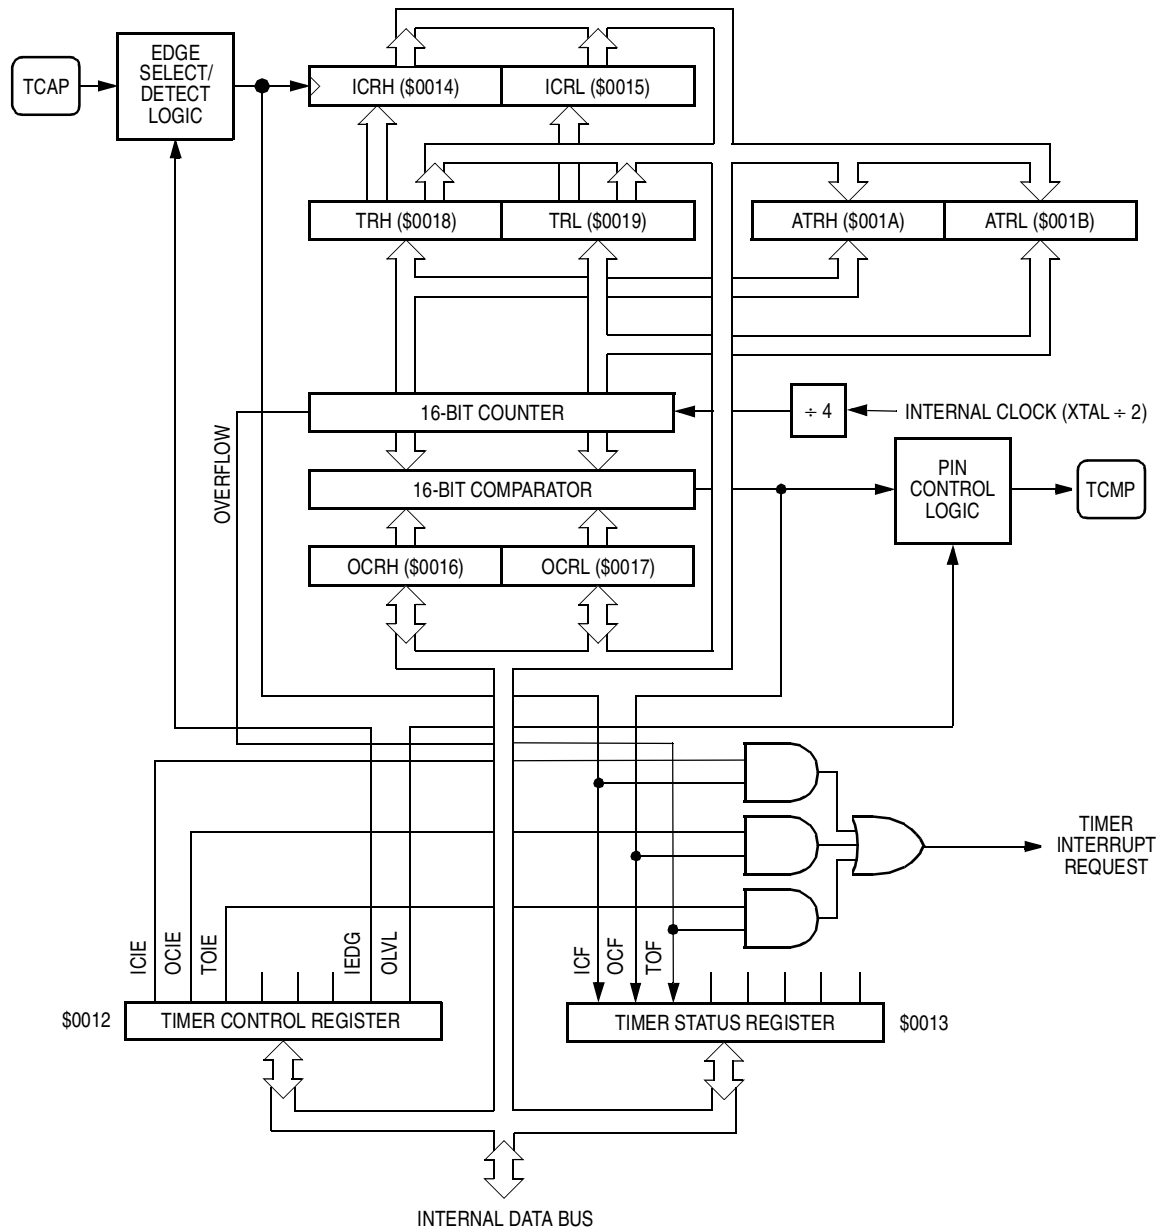 EDGE
SELECT/
DETECT
LOGIC
TCAP
ICRH ($0014)
ICRL ($0015)
TRH ($0018)
TRL ($0019)
ATRH ($001A)
ATRL ($001B)
16-BIT COUNTER
÷ 4
INTERNAL CLOCK (XTAL ÷ 2)
OVERFLOW
16-BIT COMPARATOR
PIN
CONTROL
LOGIC
TCMP
OCRH ($0016)
OCRL ($0017)
TIMER
INTERRUPT
REQUEST
ICIE
OCIE
TOIE
IEDG
OLVL
ICF
OCF
TOF
$0012
TIMER CONTROL REGISTER
TIMER STATUS REGISTER
$0013
INTERNAL DATA BUS